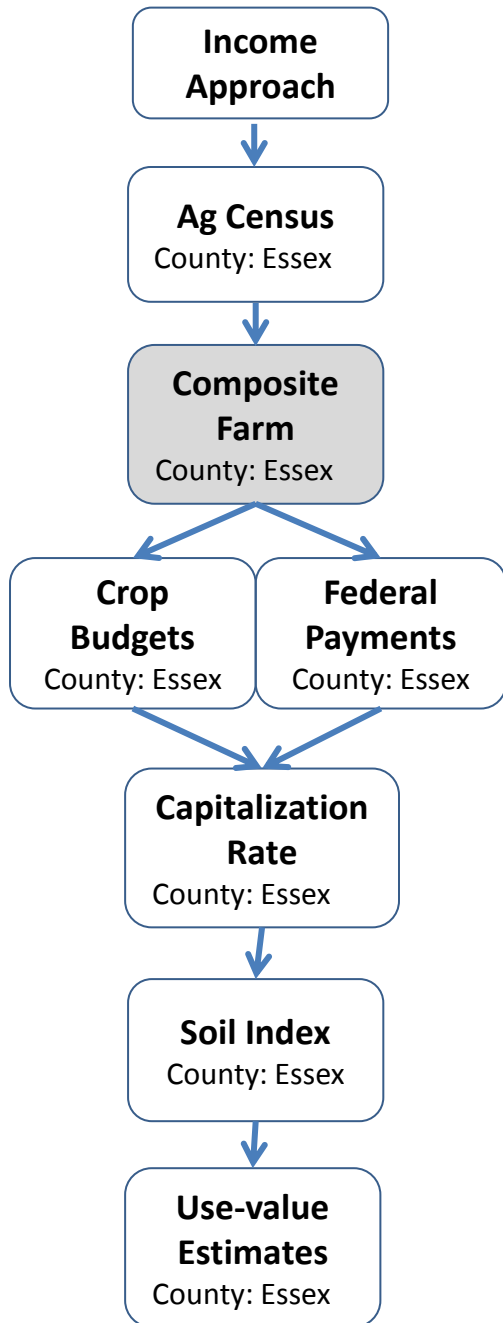 Income
Approach
Ag Census
County: Essex
Composite
Farm
County: Essex
Crop
Budgets
County: Essex
Federal
Payments
County: Essex
Capitalization
Rate
County: Essex
Soil Index
County: Essex
Use-value
Estimates
County: Essex